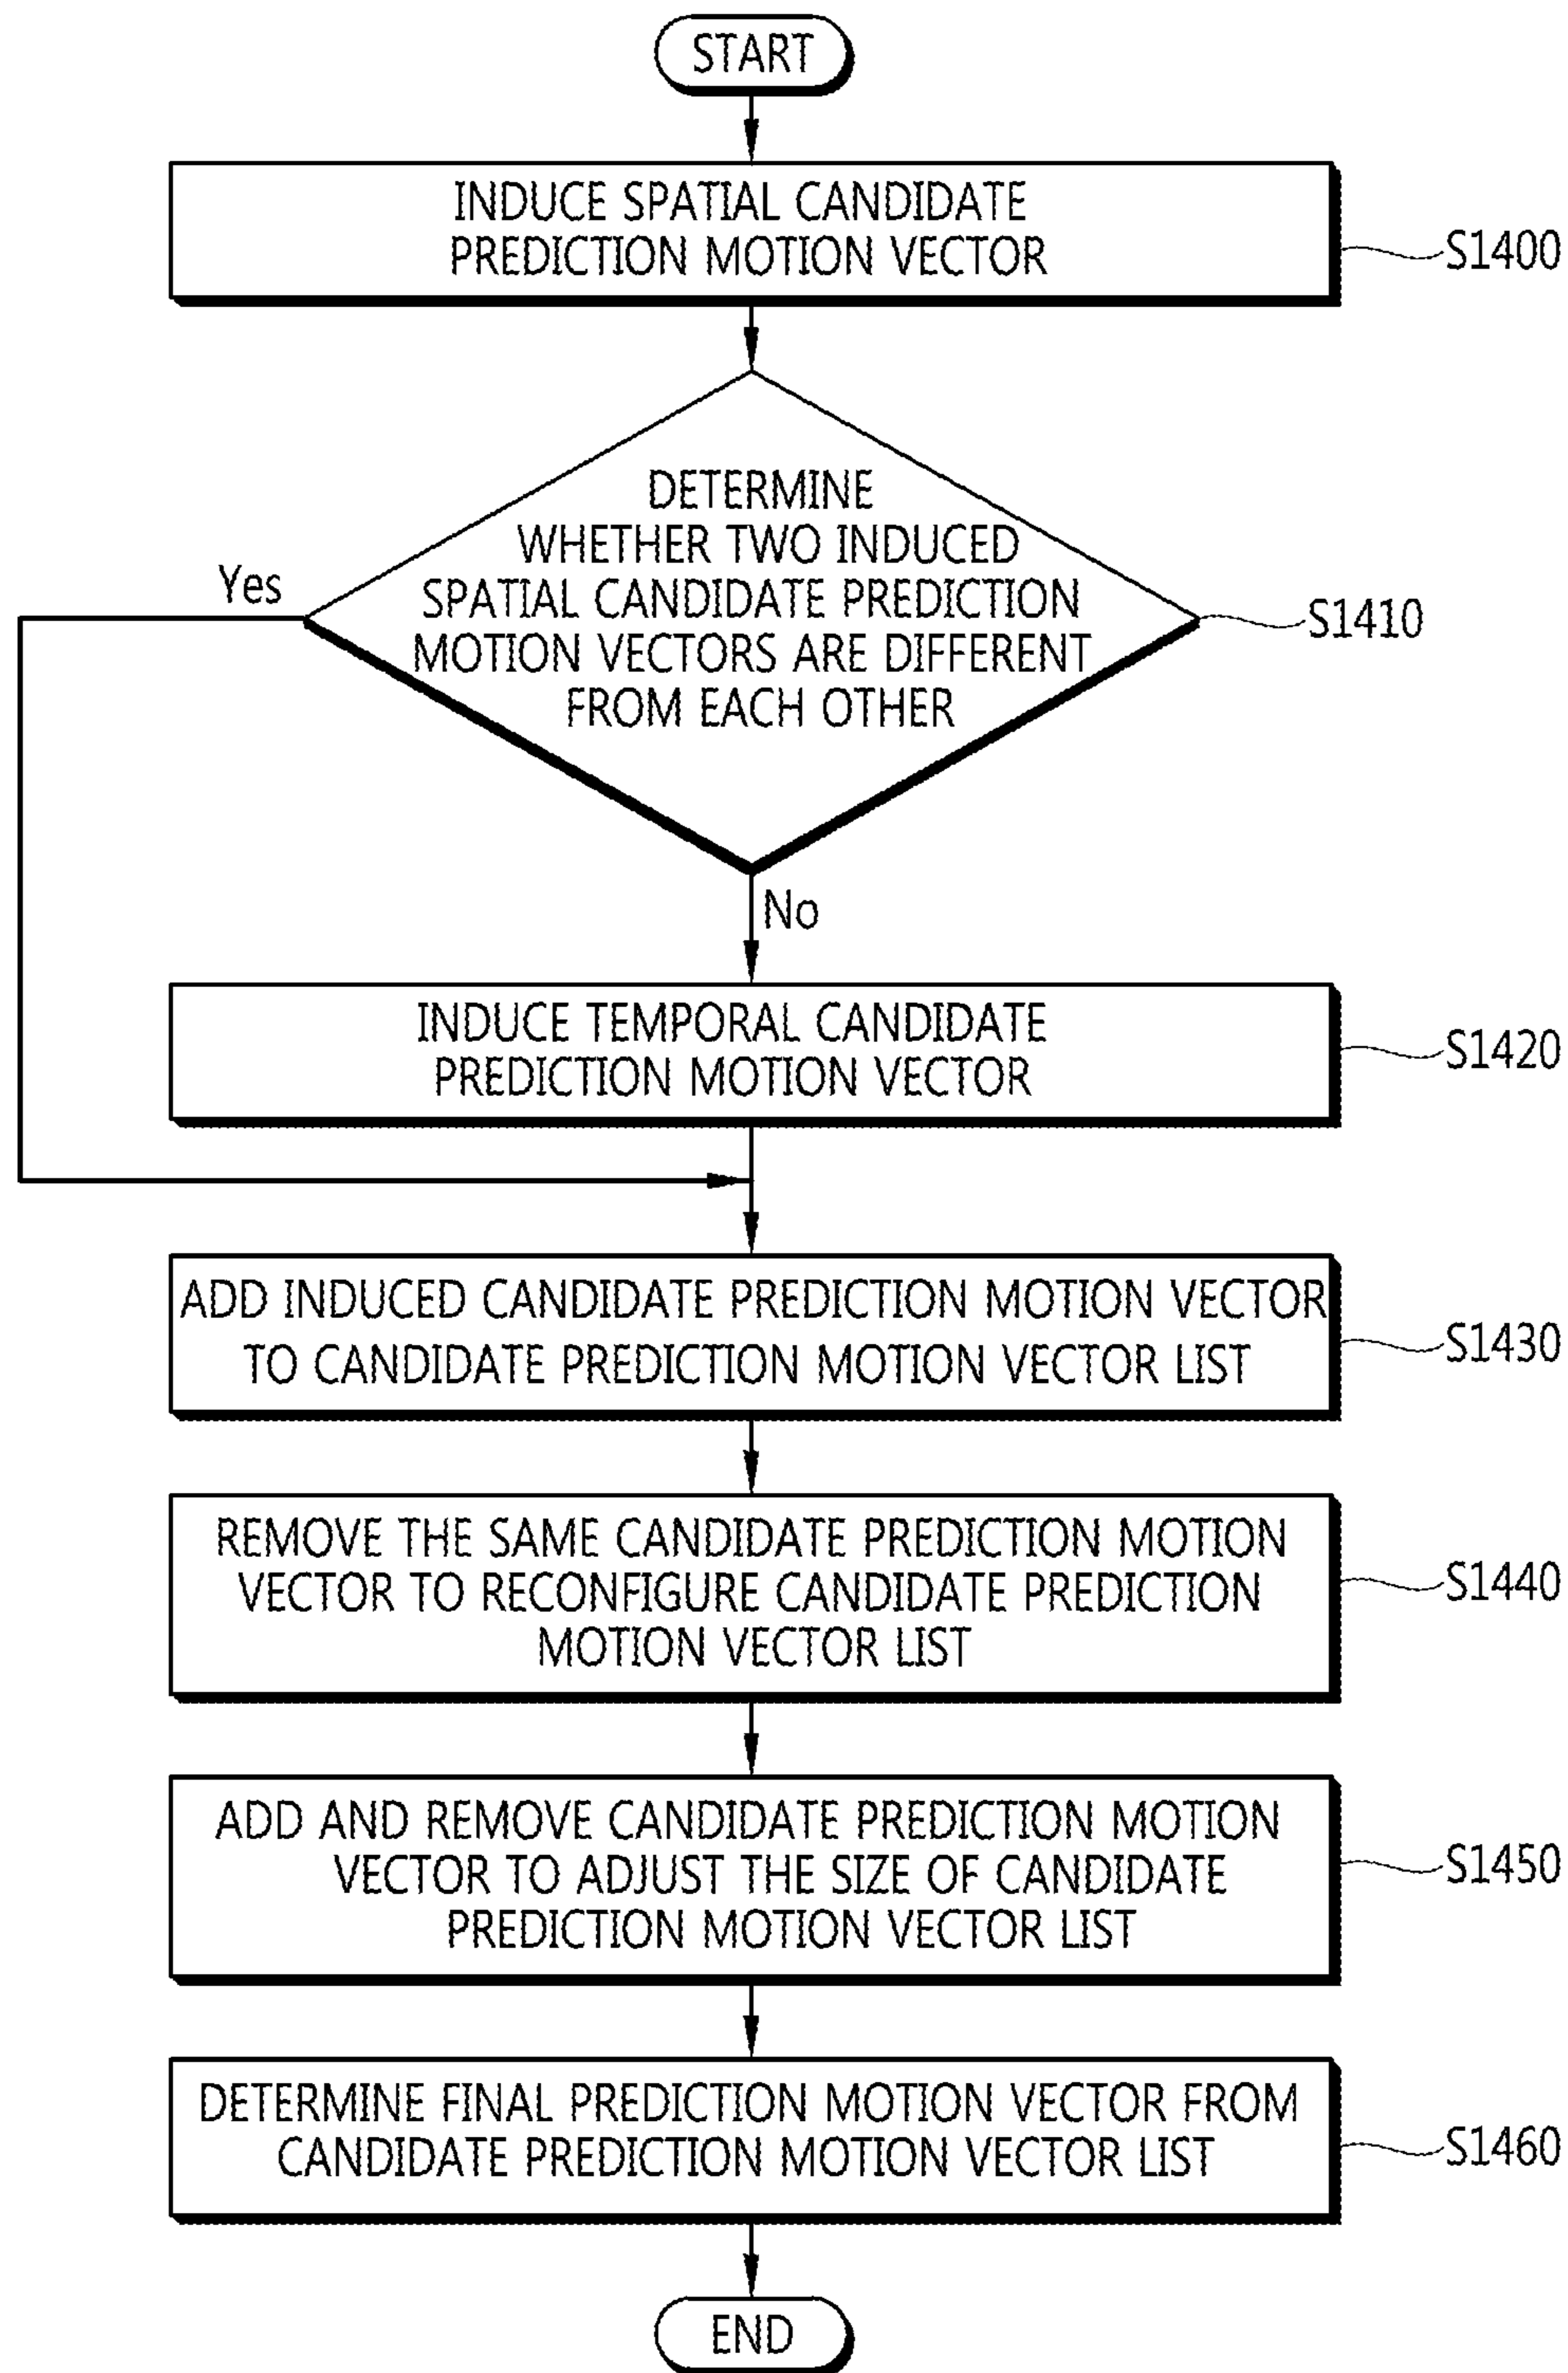 START
INDUCE SPATIAL CANDIDATE
PREDICTION MOTION VECTOR
S1400
DETERMINE
WHETHER TWO INDUCED
SPATIAL CANDIDATE PREDICTION
MOTION VECTORS ARE DIFFERENT
FROM EACH OTHER
Yes
S1410
No
INDUCE TEMPORAL CANDIDATE
PREDICTION MOTION VECTOR
S1420
ADD INDUCED CANDIDATE PREDICTION MOTION VECTOR
TO CANDIDATE PREDICTION MOTION VECTOR LIST
S1430
REMOVE THE SAME CANDIDATE PREDICTION MOTION
VECTOR TO RECONFIGURE CANDIDATE PREDICTION
MOTION VECTOR LIST
S1440
ADD AND REMOVE CANDIDATE PREDICTION MOTION
VECTOR TO ADJUST THE SIZE OF CANDIDATE
PREDICTION MOTION VECTOR LIST
S1450
DETERMINE FINAL PREDICTION MOTION VECTOR FROM
CANDIDATE PREDICTION MOTION VECTOR LIST
S1460
END